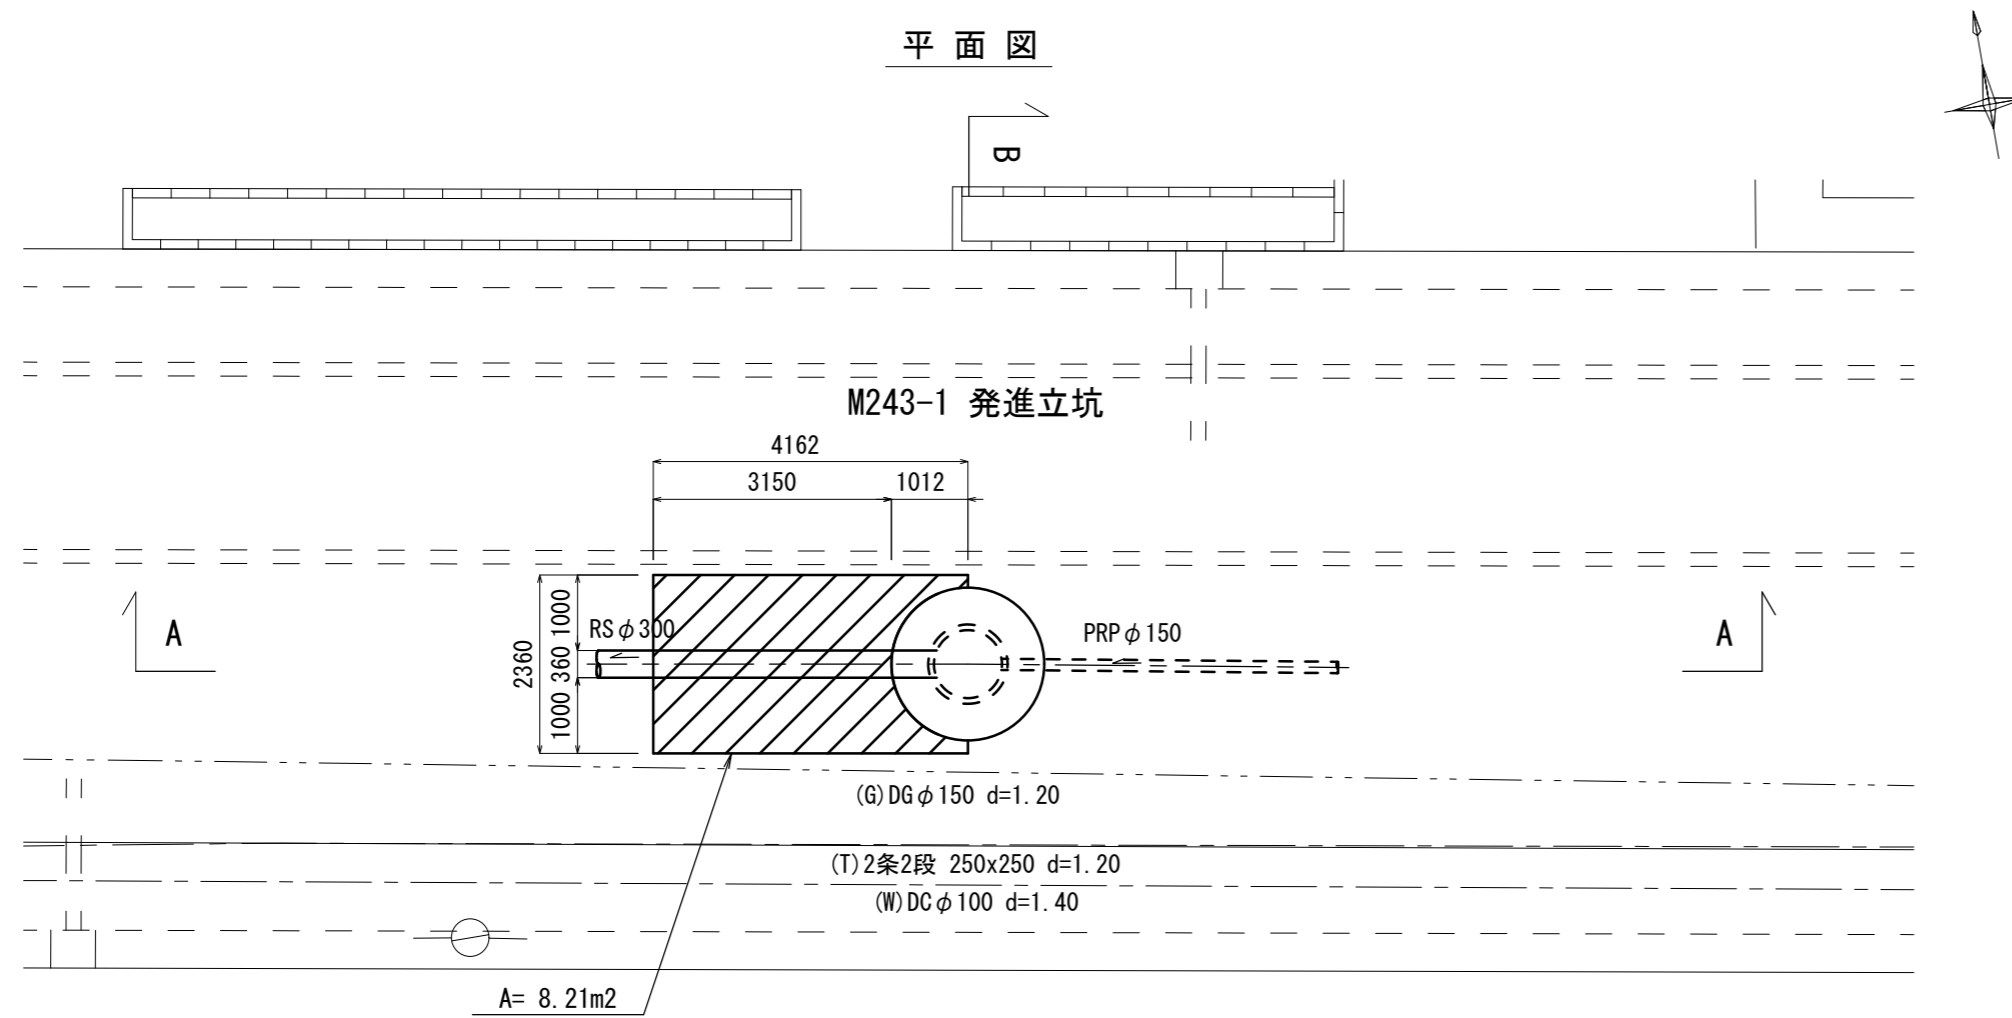 平 面 図
B
M243-1 発進立坑
4162
3150
1012
2360
1000
360
1000
RSφ300
PRPφ150
A
A
(G)DGφ150 d=1.20
(T)2条2段 250x250 d=1.20
(W)DCφ100 d=1.40
A= 8.21m2